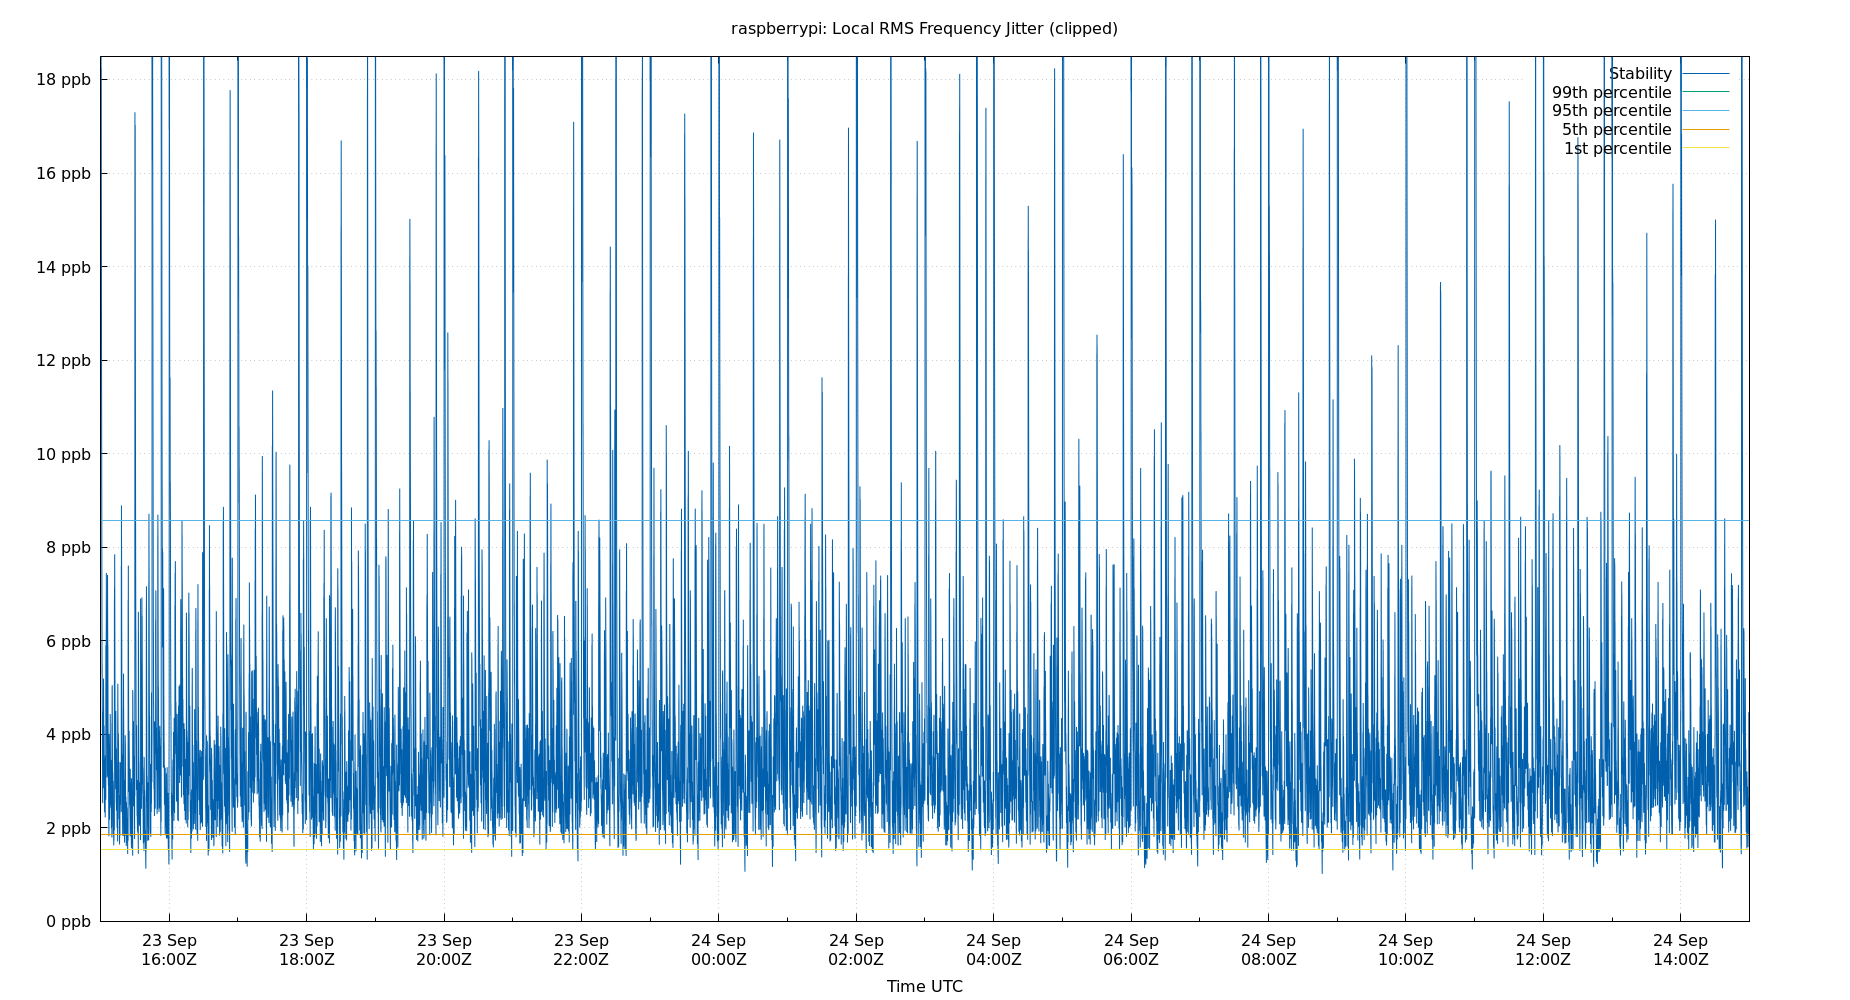 raspberrypi: Local RMS Frequency Jitter (clipped)
18 ppb
16 ppb
14 ppb
12 ppb
10 ppb
8 ppb
6 ppb
4 ppb
2 ppb
0 ppb
Stability
99th percentile
95th percentile
5th percentile
1st percentile
23 Sep
16:00Z
23 Sep
18:00Z
23 Sep
20:00Z
23 Sep
22:00Z
24 Sep
00:00Z
24 Sep
02:00Z
24 Sep
04:00Z
24 Sep
06:00Z
24 Sep
08:00Z
24 Sep
10:00Z
24 Sep
12:00Z
24 Sep
14:00Z
Time UTC